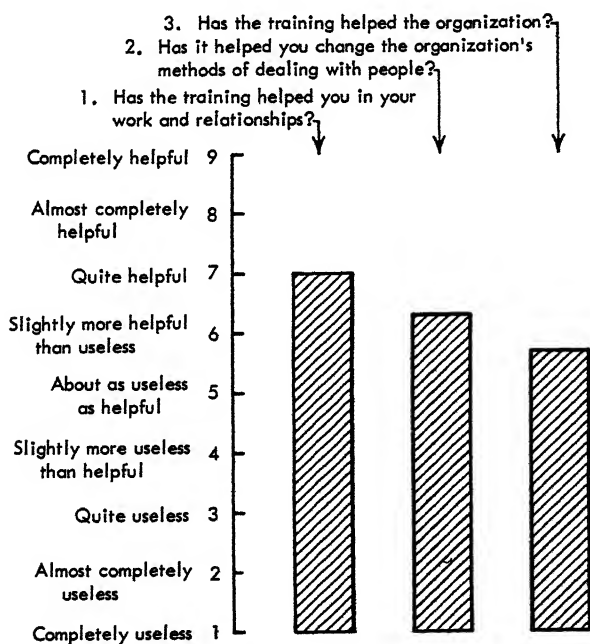 3. Has the training helped the organization?
2. Has it helped you change the organization's
methods of dealing with people?
1. Has the training helped you in your
work and relationships?
Completely helpful 9
Almost completely 8
helpful
Quite helpful 7
Slightly more helpful 6
than useless
About as useless 5
as helpful
Slightly more useless 4
than helpful
Quite useless 3
Almost completely 2
useless
Completely useless 1